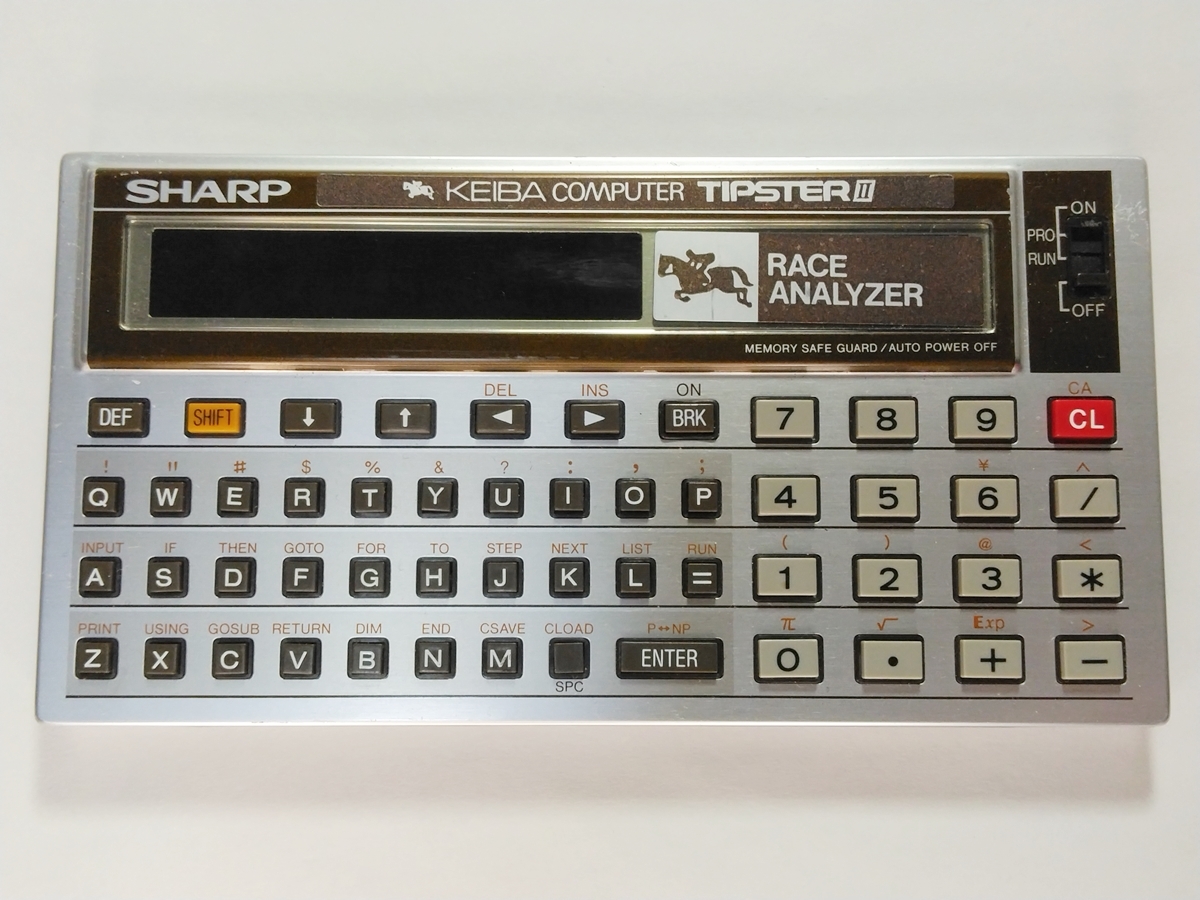 SHARP KEIBA COMPUTER TIPSTER II
RACE
ANALYZER
MEMORY SAFE GUARD / AUTO POWER OFF
ON
PRO
RUN
OFF
DEL INS ON CA
DEF SHIFT ↓ ↑ ◀ ▶ BRK 7 8 9 CL
! " # $ % & ? : , ; ¥ ^
Q W E R T Y U I O P 4 5 6 /
INPUT IF THEN GOTO FOR TO STEP NEXT LIST RUN ( ) @ <
A S D F G H J K L = 1 2 3 *
PRINT USING GOSUB RETURN DIM END CSAVE CLOAD P↔NP π √ Exp >
Z X C V B N M ENTER 0 • + −
SPC